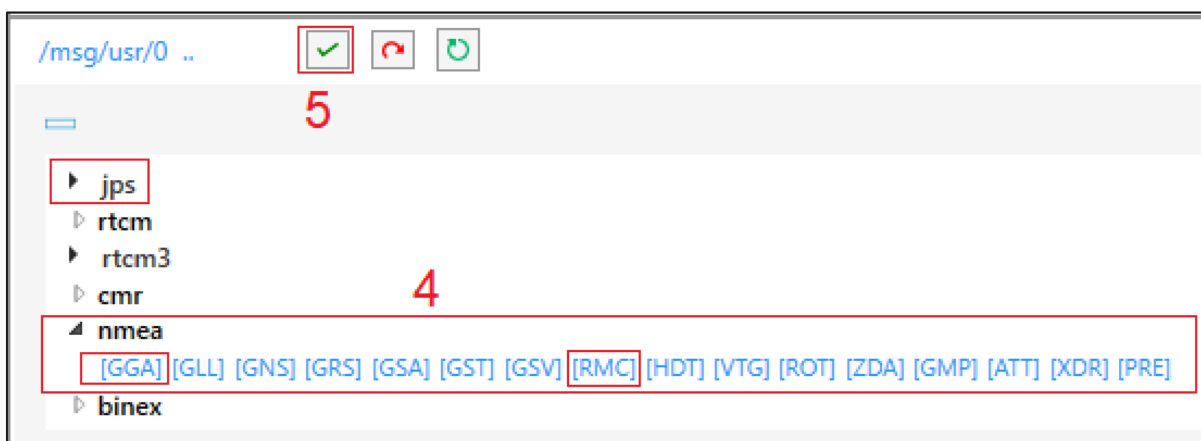 /msg/usr/0 ..
5
jps
rtcm
rtcm3
cmr
4
nmea
[GGA] [GLL] [GNS] [GRS] [GSA] [GST] [GSV] [RMC] [HDT] [VTG] [ROT] [ZDA] [GMP] [ATT] [XDR] [PRE]
binex